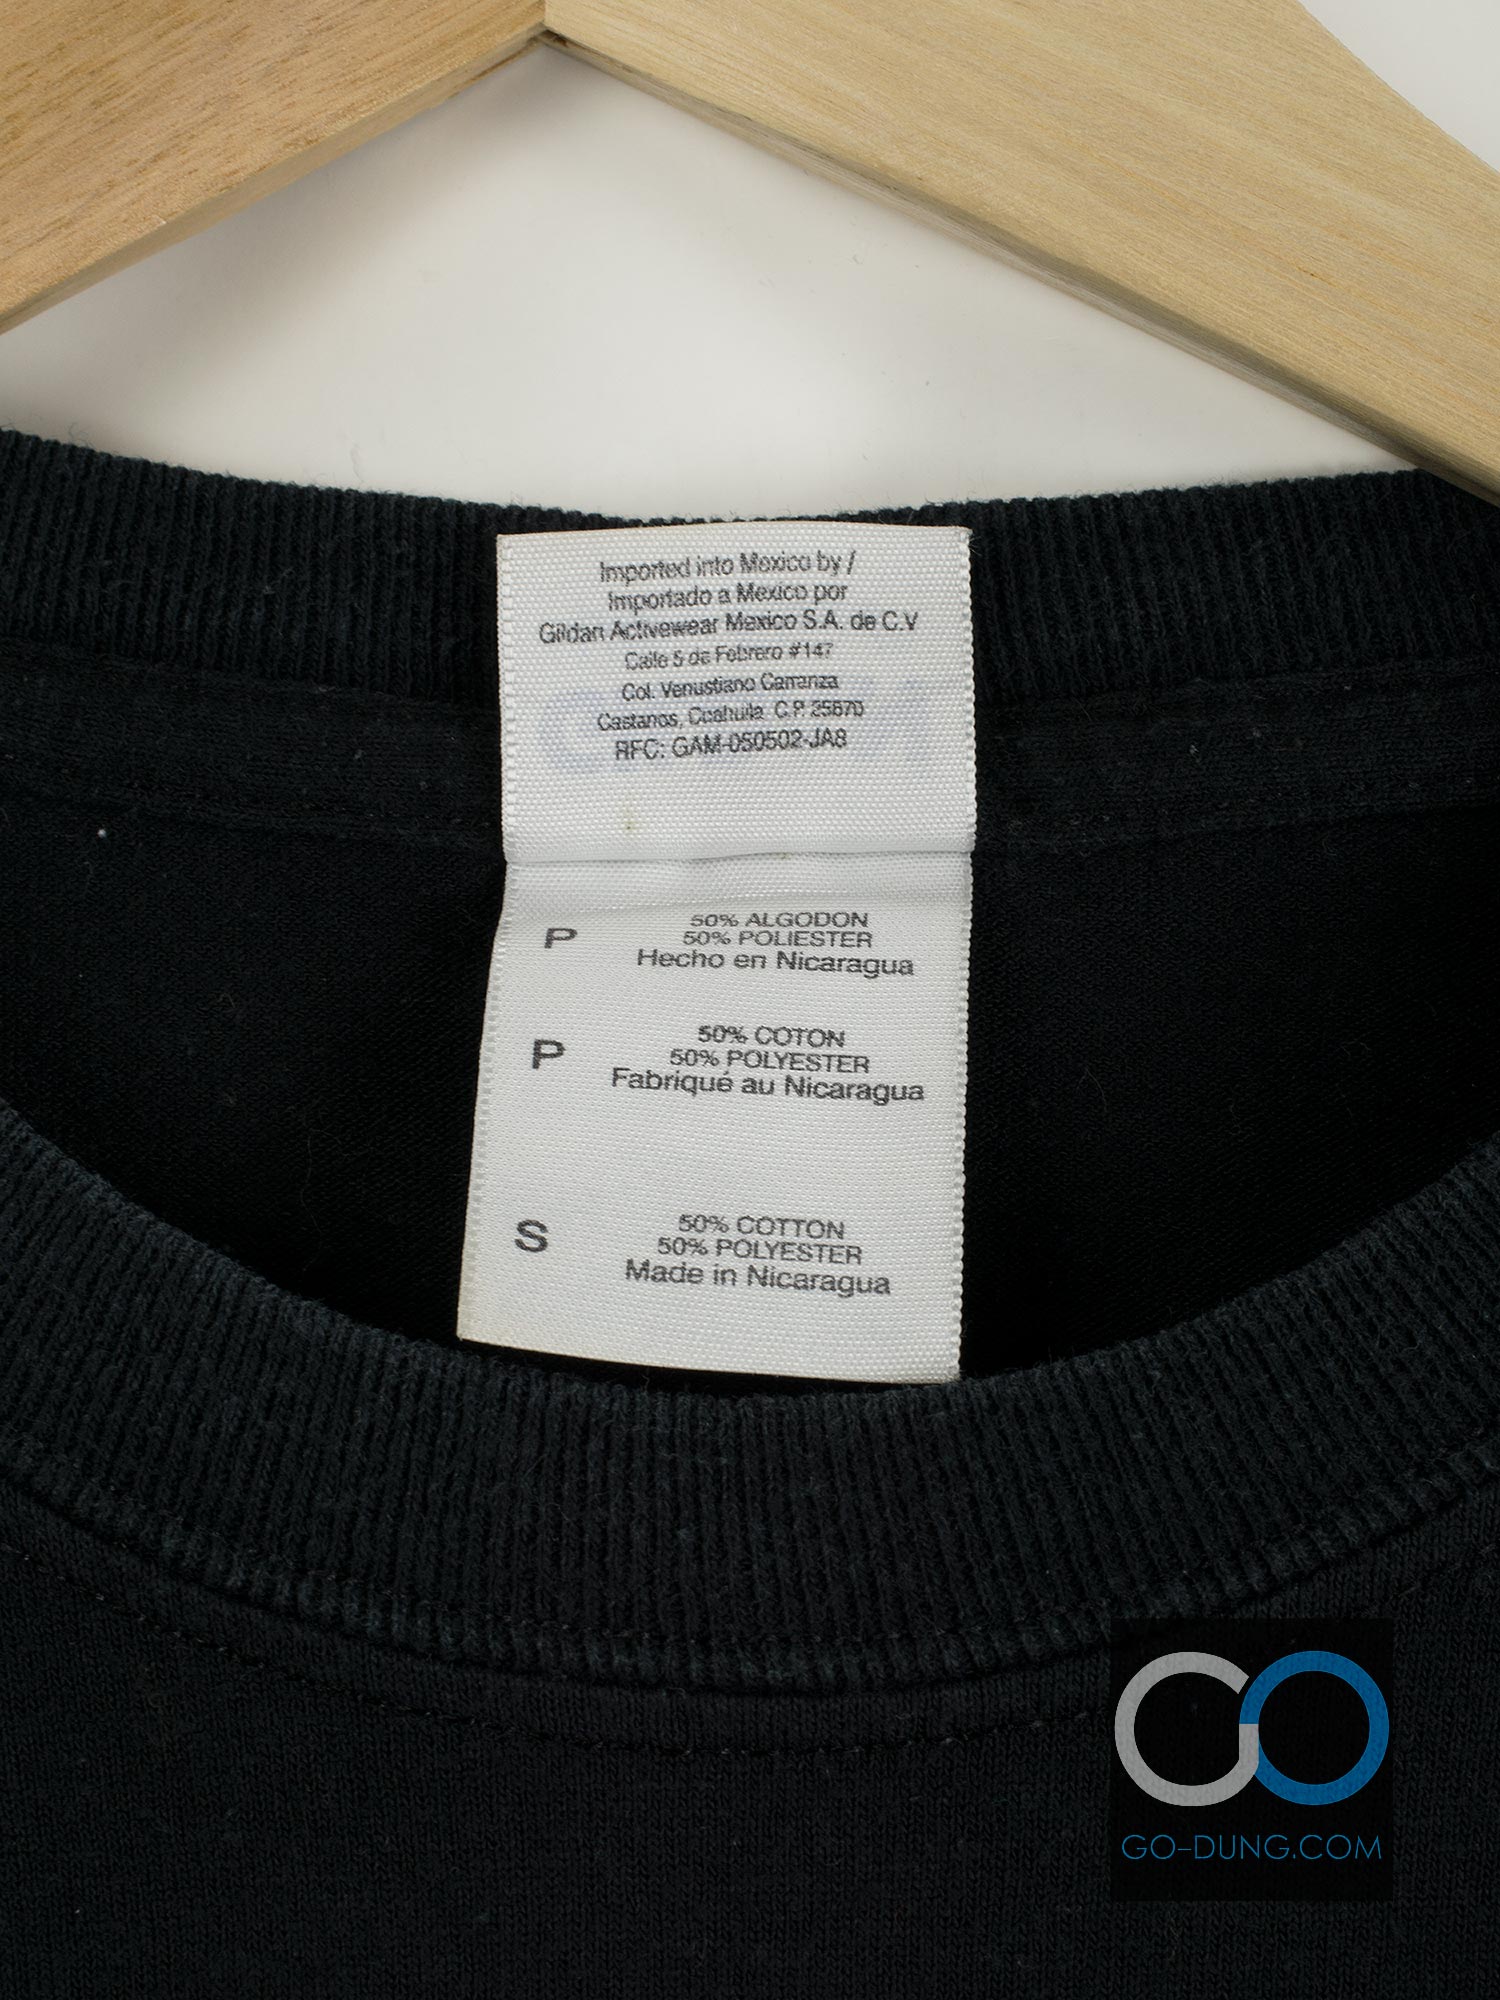 Imported into Mexico by /
Importado a Mexico por
Gildan Activewear Mexico S.A. de C.V
Calle 5 de Febrero #147
Col. Venustiano Carranza
Castanos, Coahuila C.P. 25870
RFC: GAM-050502-JA8
P
50% ALGODON
50% POLIESTER
Hecho en Nicaragua
P
50% COTON
50% POLYESTER
Fabriqué au Nicaragua
S
50% COTTON
50% POLYESTER
Made in Nicaragua
GO
GO-DUNG.COM